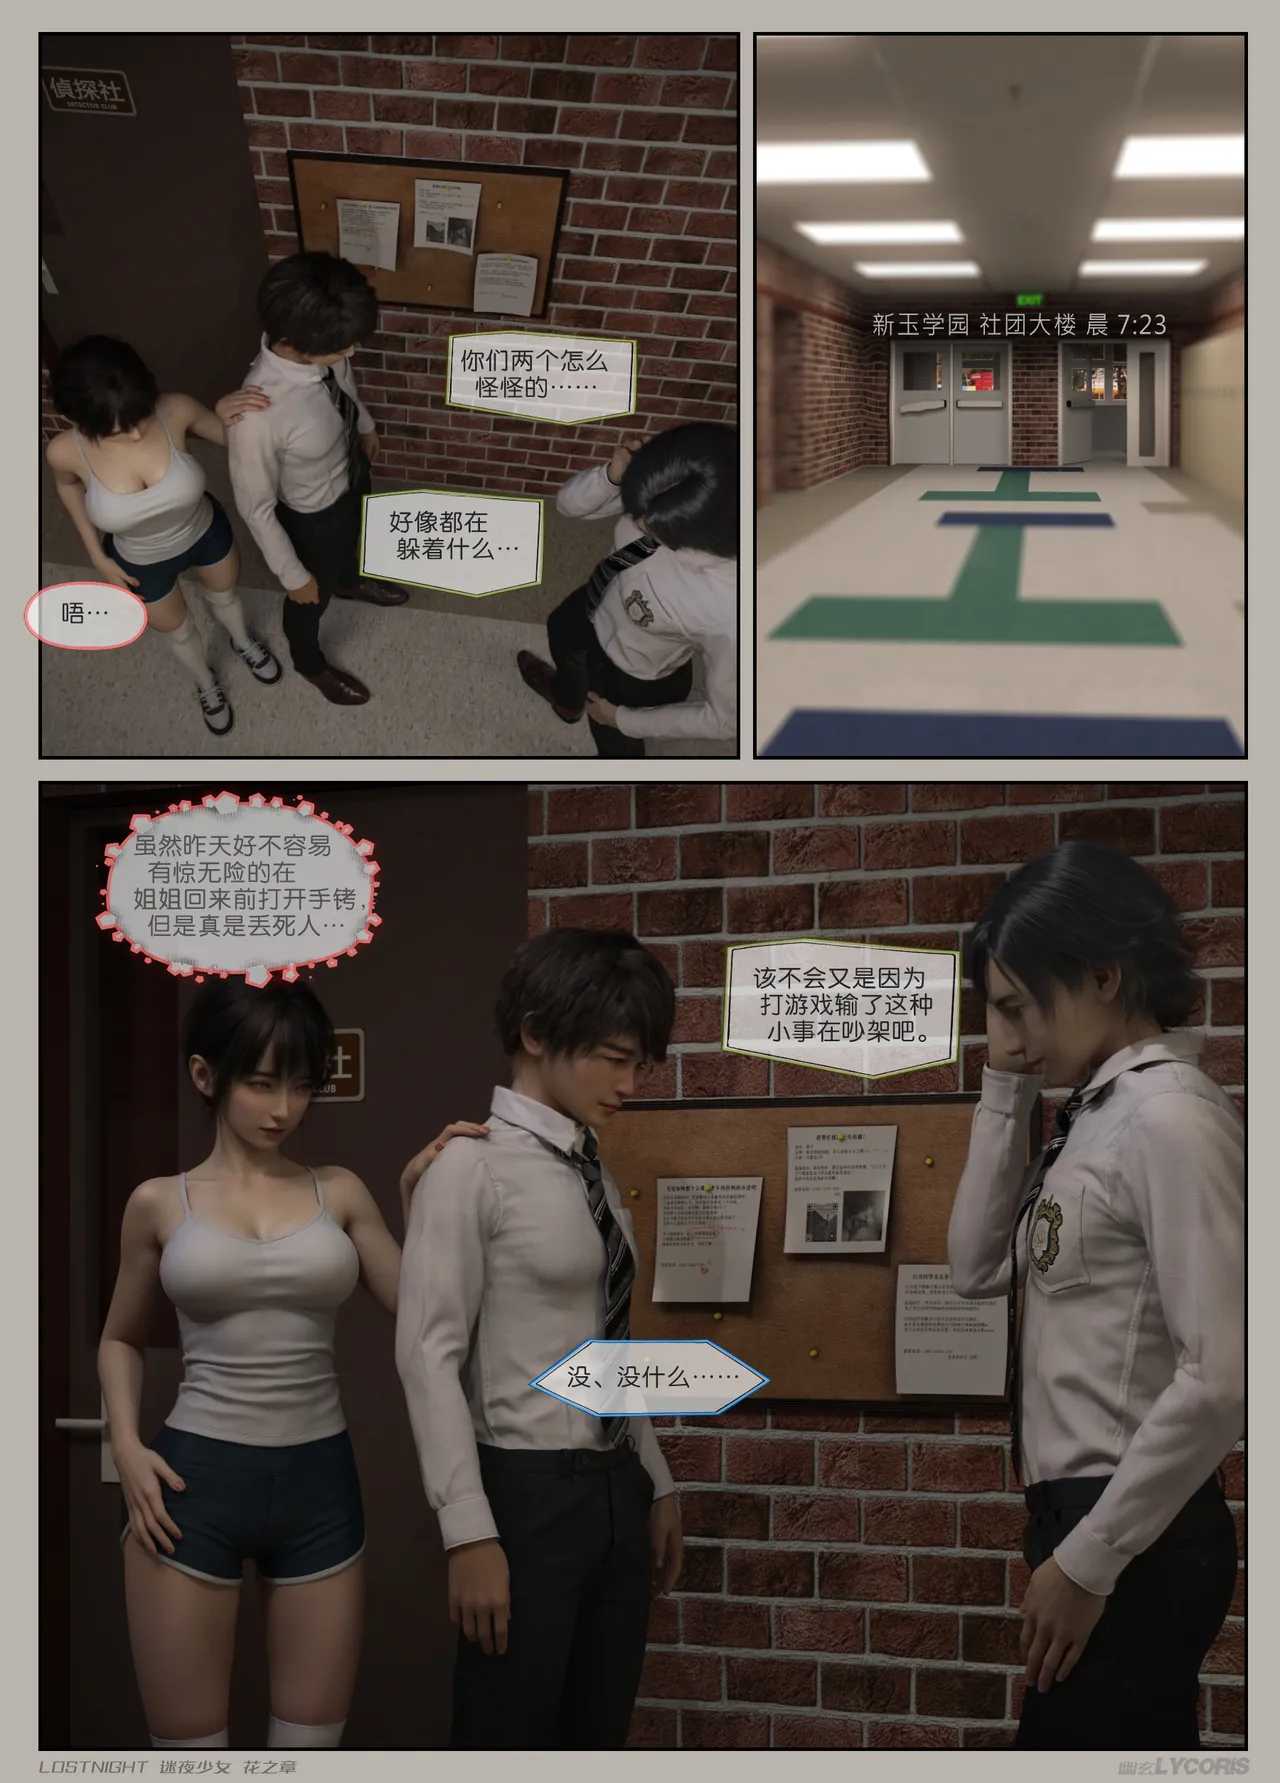 偵探社
DETECTIVE CLUB
你们两个怎么
怪怪的……
好像都在
躲着什么…
唔…
EXIT
新玉学园 社团大楼 晨 7:23
虽然昨天好不容易
有惊无险的在
姐姐回来前打开手铐，
但是真是丢死人…
社
CLUB
该不会又是因为
打游戏输了这种
小事在吵架吧。
没、没什么……
LOSTNIGHT 迷夜少女 花之章
幽玄LYCORIS